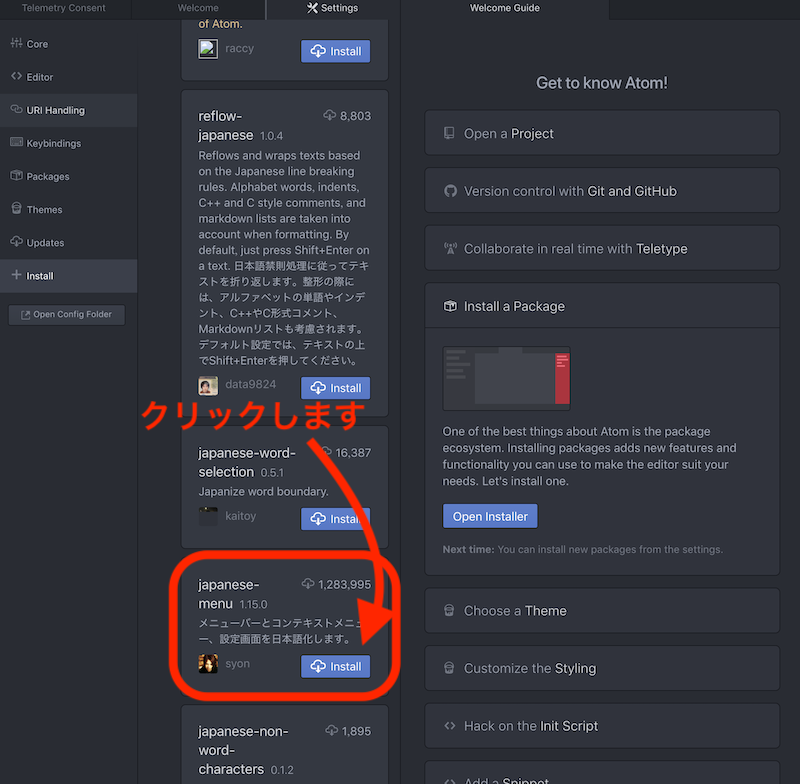 Telemetry Consent
Welcome
Settings
Welcome Guide
Core
Editor
URI Handling
Keybindings
Packages
Themes
Updates
Install
Open Config Folder
of Atom.
raccy
Install
reflow-
japanese 1.0.4
8,803
Reflows and wraps texts based
on the Japanese line breaking
rules. Alphabet words, indents,
C++ and C style comments, and
markdown lists are taken into
account when formatting. By
default, just press Shift+Enter on
a text. 日本語禁則処理に従ってテキ
ストを折り返します。整形の際に
は、アルファベットの単語やインデ
ント、C++やC形式コメント、
Markdownリストも考慮されます。
デフォルト設定では、テキストの上
でShift+Enterを押してください。
data9824
Install
クリックします
japanese-word-
selection 0.5.1
16,387
Japanize word boundary.
kaitoy
Install
japanese-
menu 1.15.0
1,283,995
メニューバーとコンテキストメニュ
ー、設定画面を日本語化します。
syon
Install
japanese-non-
word-
characters 0.1.2
1,895
Get to know Atom!
Open a Project
Version control with Git and GitHub
Collaborate in real time with Teletype
Install a Package
One of the best things about Atom is the package
ecosystem. Installing packages adds new features and
functionality you can use to make the editor suit your
needs. Let's install one.
Open Installer
Next time: You can install new packages from the settings.
Choose a Theme
Customize the Styling
Hack on the Init Script
Add a Snippet